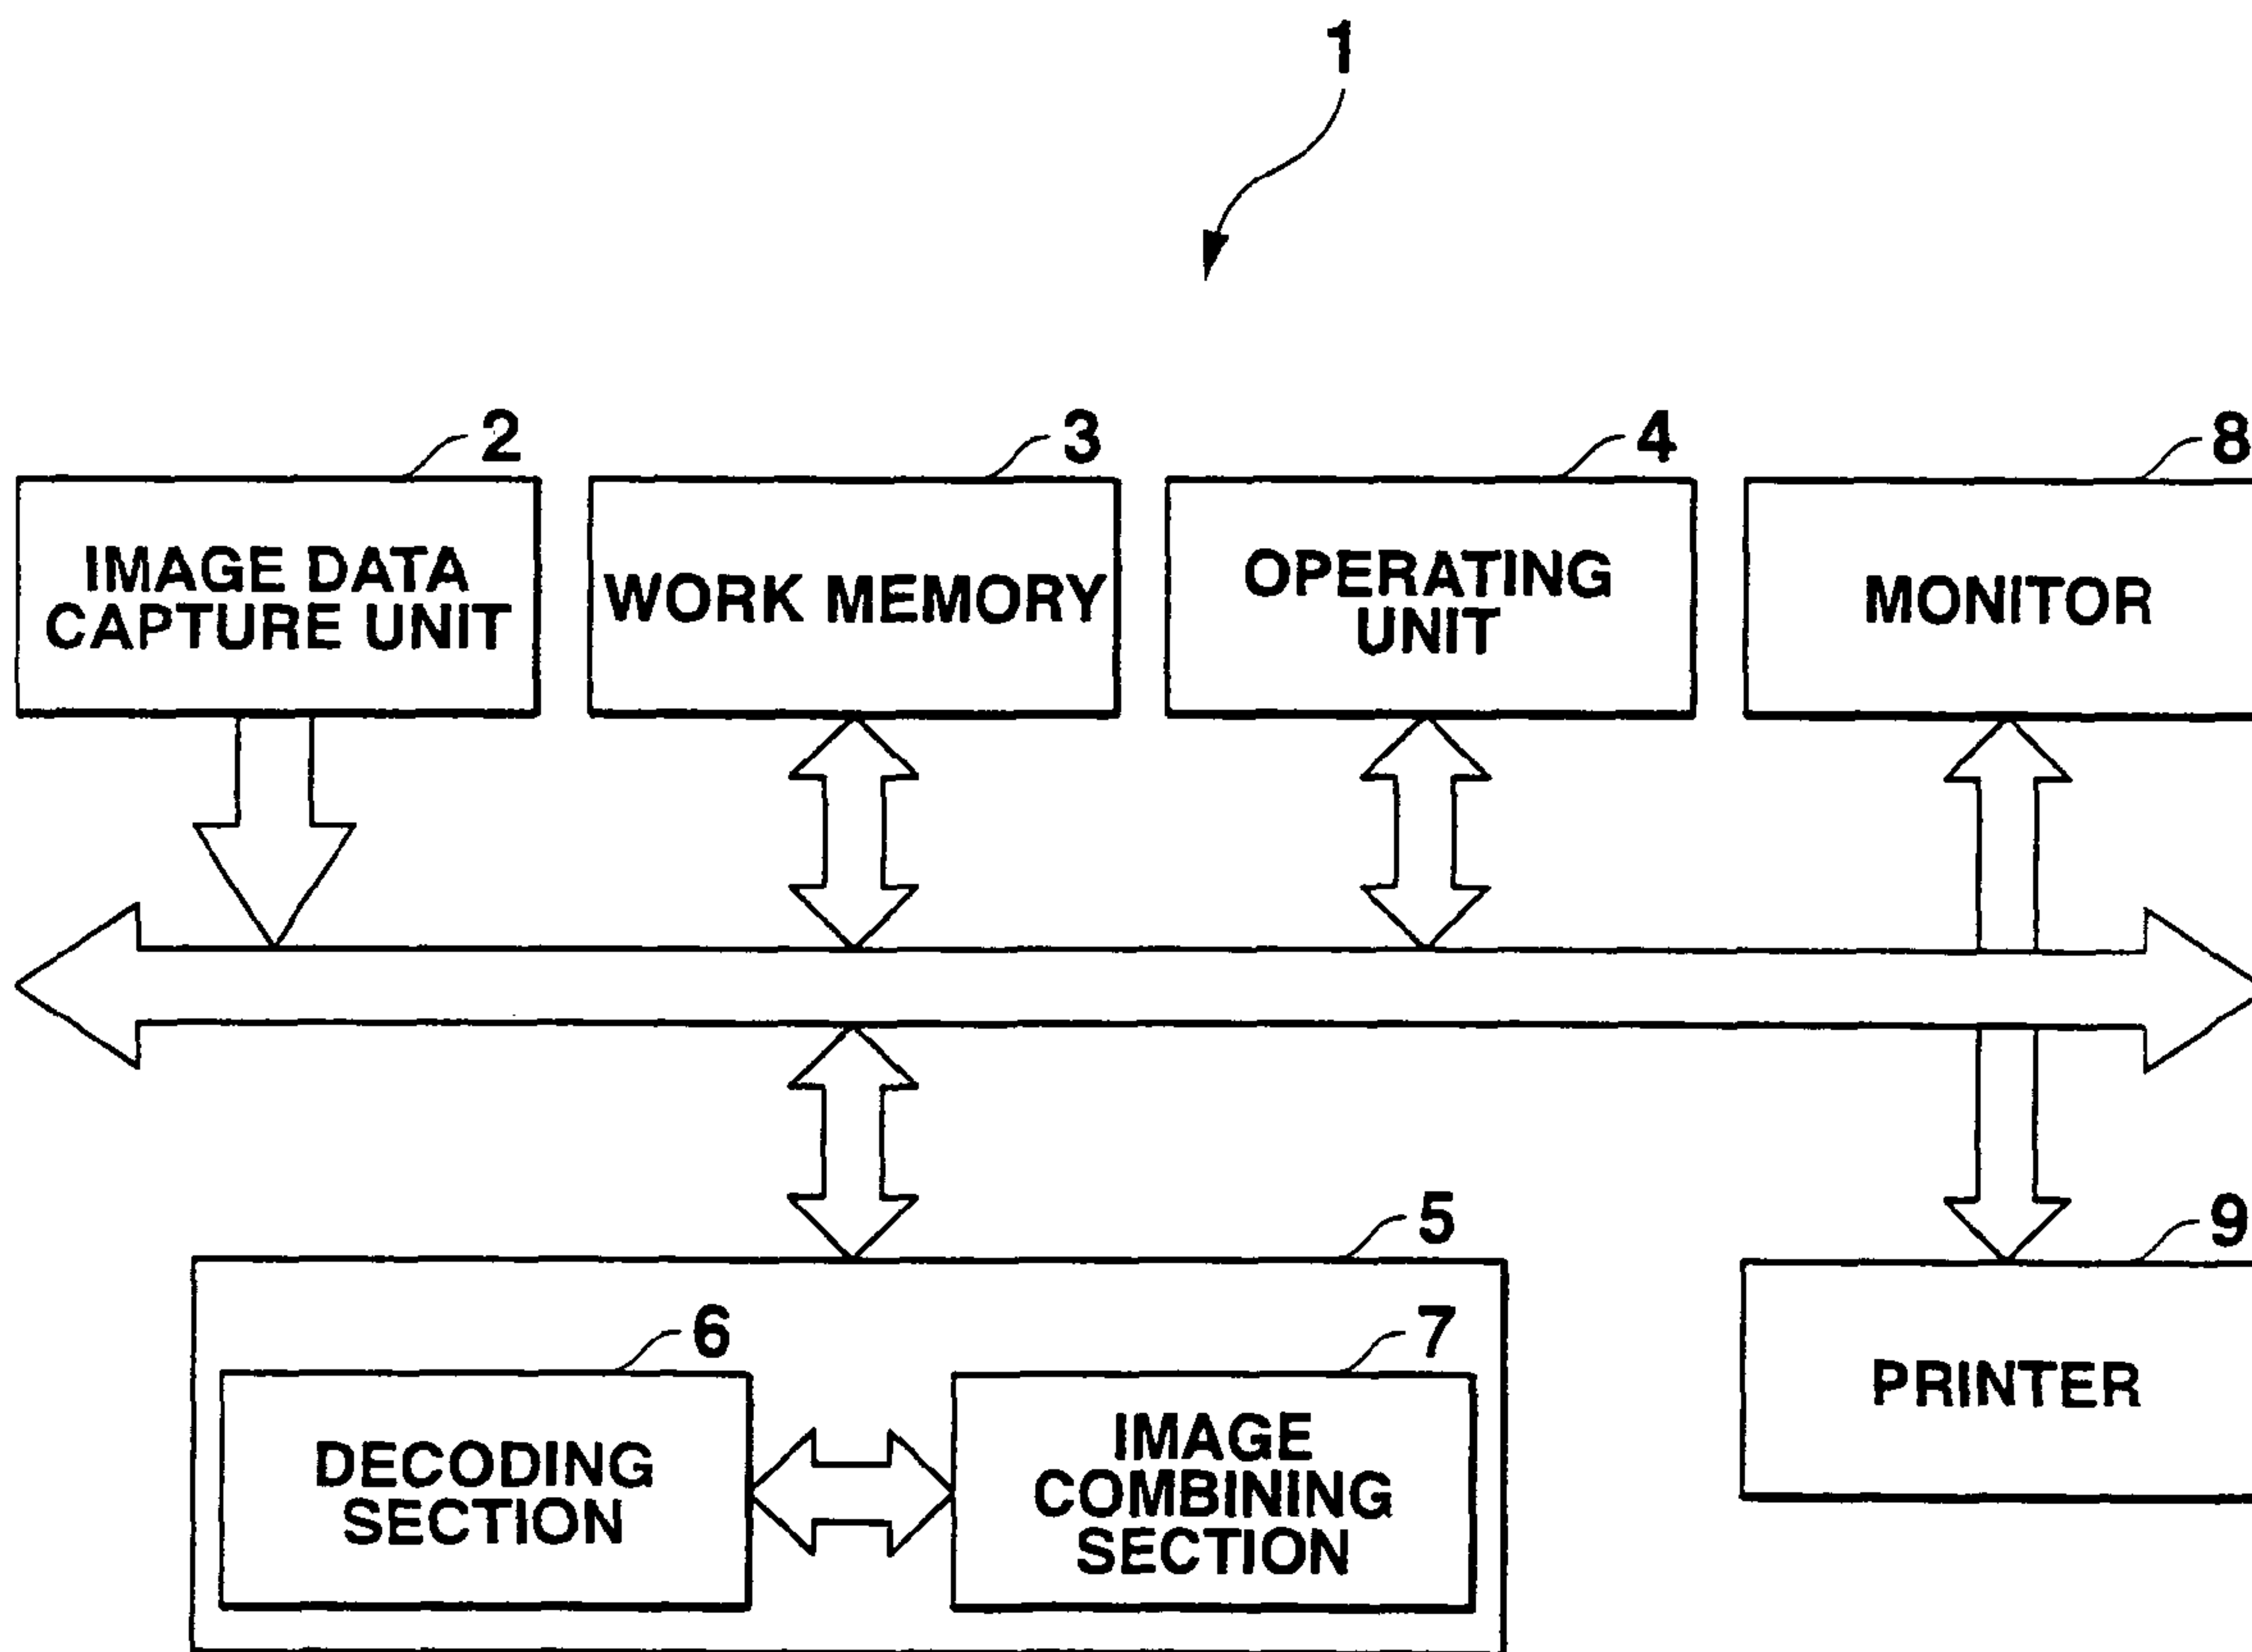 1
2
3
4
8
IMAGE DATA
CAPTURE UNIT
WORK MEMORY
OPERATING
UNIT
MONITOR
5
9
6
7
DECODING
SECTION
IMAGE
COMBINING
SECTION
PRINTER